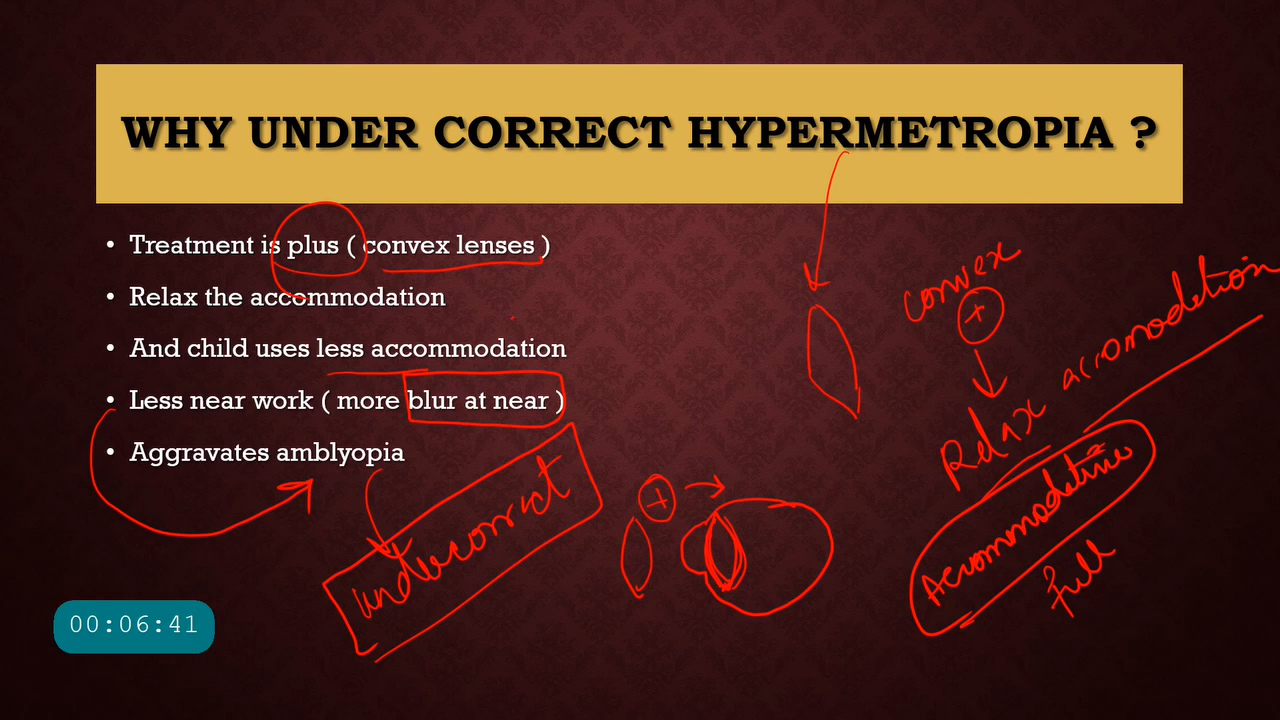 WHY UNDER CORRECT HYPERMETROPIA ?
• Treatment is plus ( convex lenses )
• Relax the accommodation
• And child uses less accommodation
• Less near work ( more blur at near )
• Aggravates amblyopia
convex
+
Relax accomodation
Accommodative
full
+
undercorrect
00:06:41